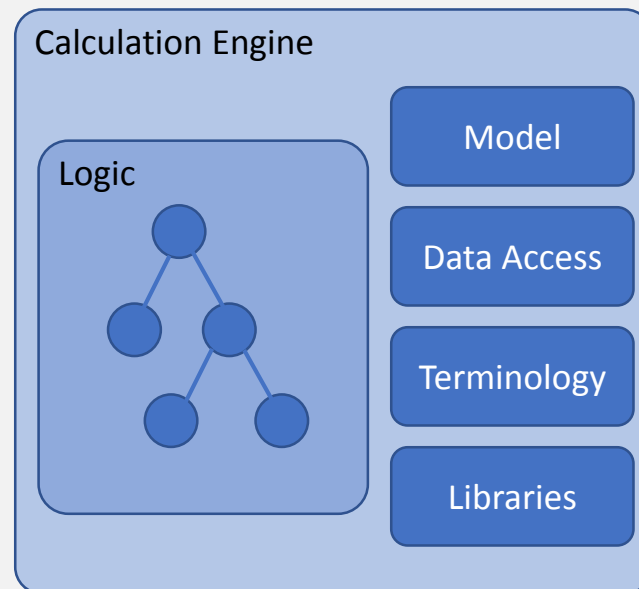 Calculation Engine
Logic
Model
Data Access
Terminology
Libraries